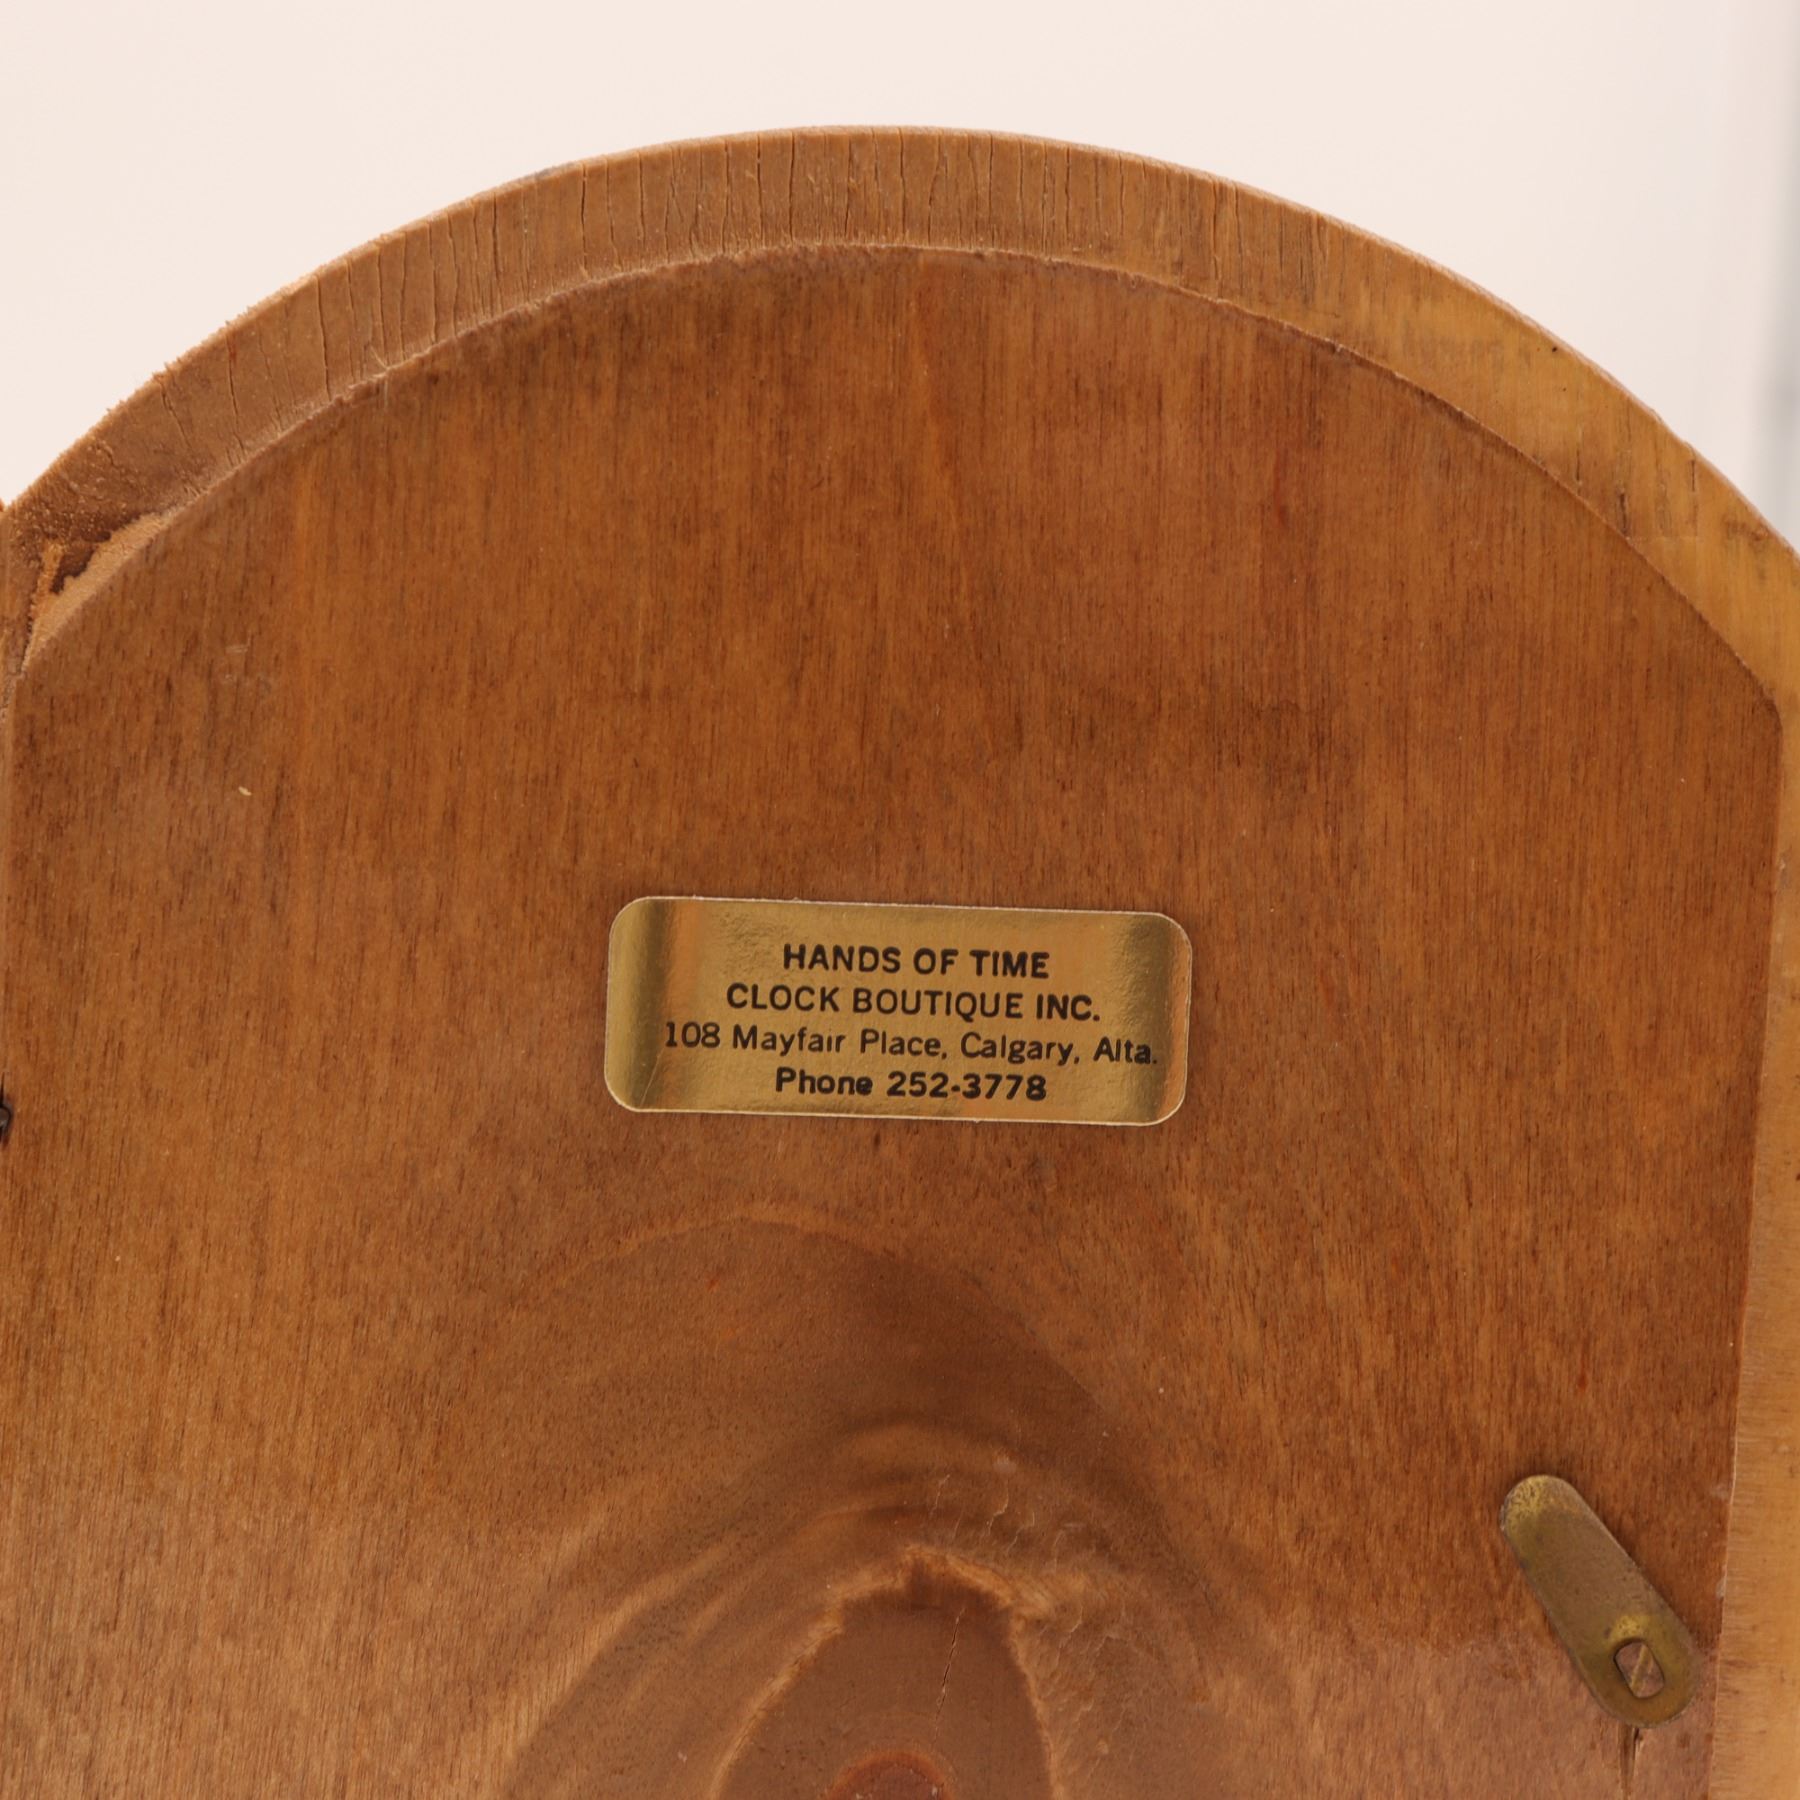 HANDS OF TIME
CLOCK BOUTIQUE INC.
108 Mayfair Place, Calgary, Alta.
Phone 252-3778